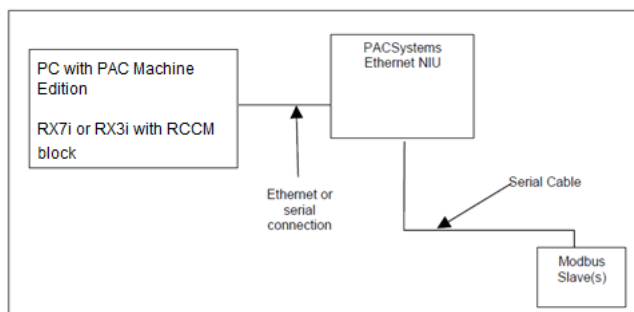 PC with PAC Machine
Edition
RX7i or RX3i with RCCM
block
PACSystems
Ethernet NIU
Ethernet or
serial
connection
Serial Cable
Modbus
Slave(s)